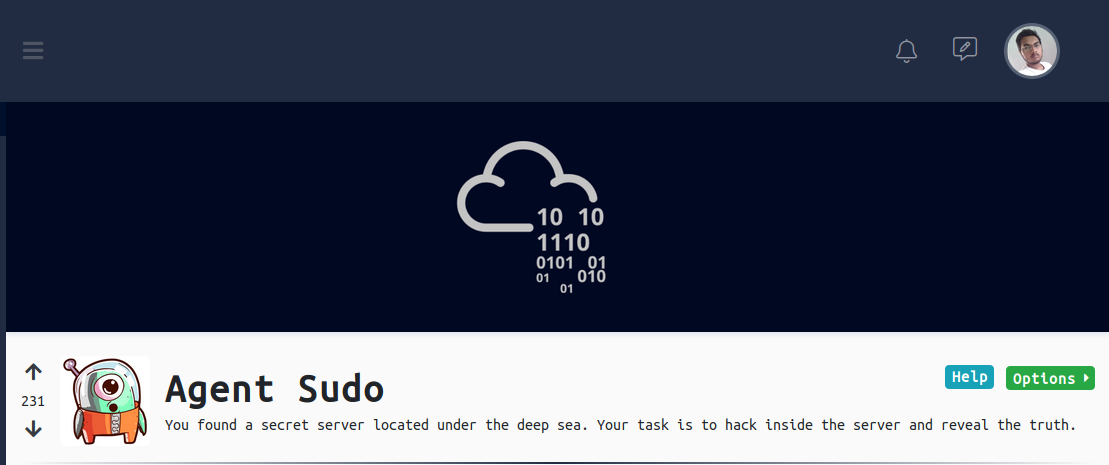 10 10
1110
0101 01
01 010
01
Agent Sudo
Help
Options
231
You found a secret server located under the deep sea. Your task is to hack inside the server and reveal the truth.